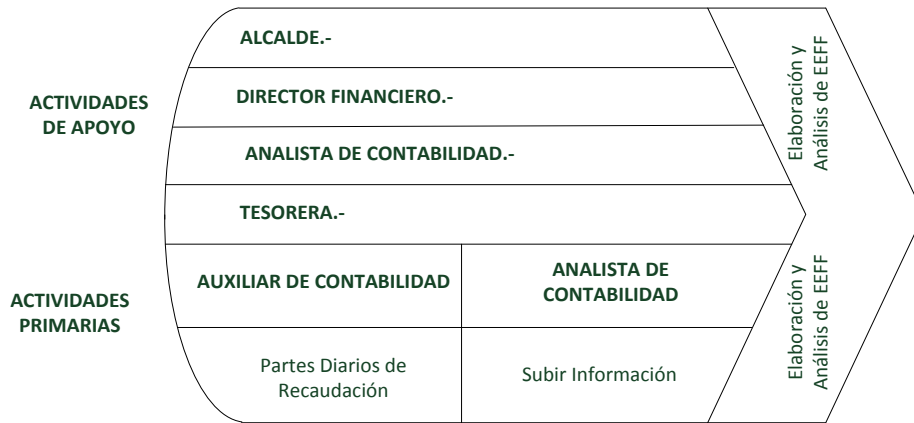 ACTIVIDADES
DE APOYO
ALCALDE.-
DIRECTOR FINANCIERO.-
ANALISTA DE CONTABILIDAD.-
TESORERA.-
Elaboración y
Análisis de EEFF
ACTIVIDADES
PRIMARIAS
AUXILIAR DE CONTABILIDAD
ANALISTA DE
CONTABILIDAD
Partes Diarios de
Recaudación
Subir Información
Elaboración y
Análisis de EEFF